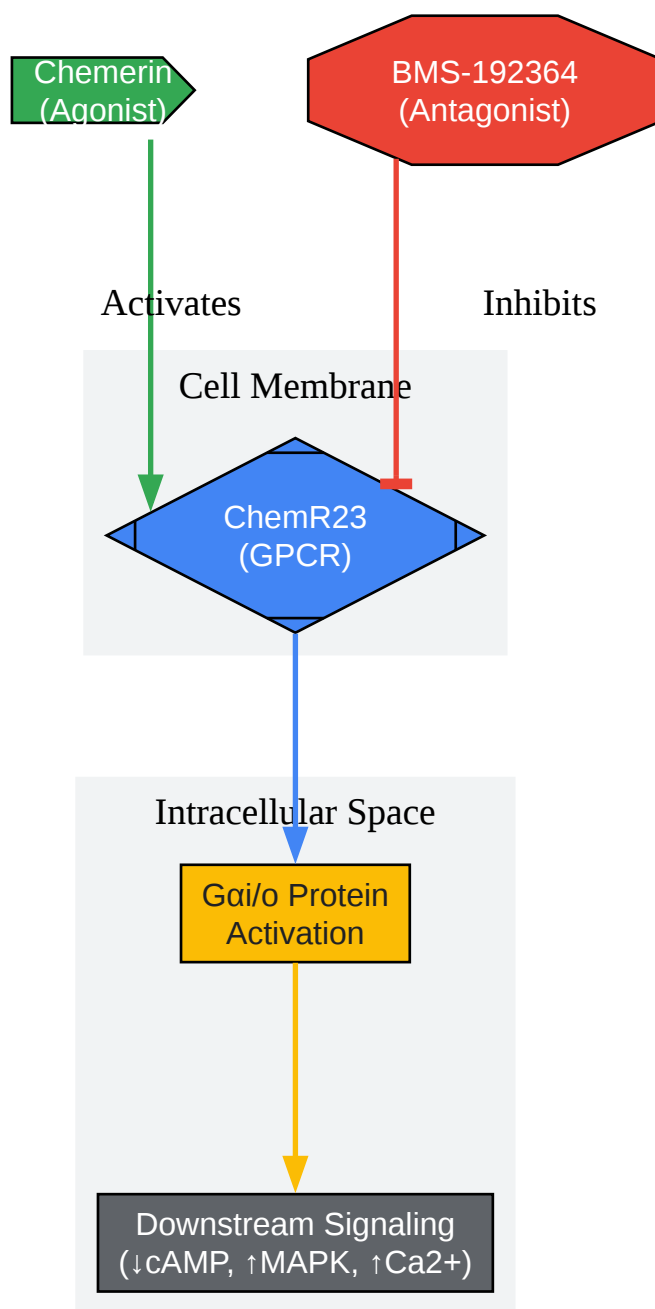 Chemerin
(Agonist)
BMS-192364
(Antagonist)
Activates
Inhibits
Cell Membrane
ChemR23
(GPCR)
Intracellular Space
Gαi/o Protein
Activation
Downstream Signaling
(↓cAMP, ↑MAPK, ↑Ca2+)